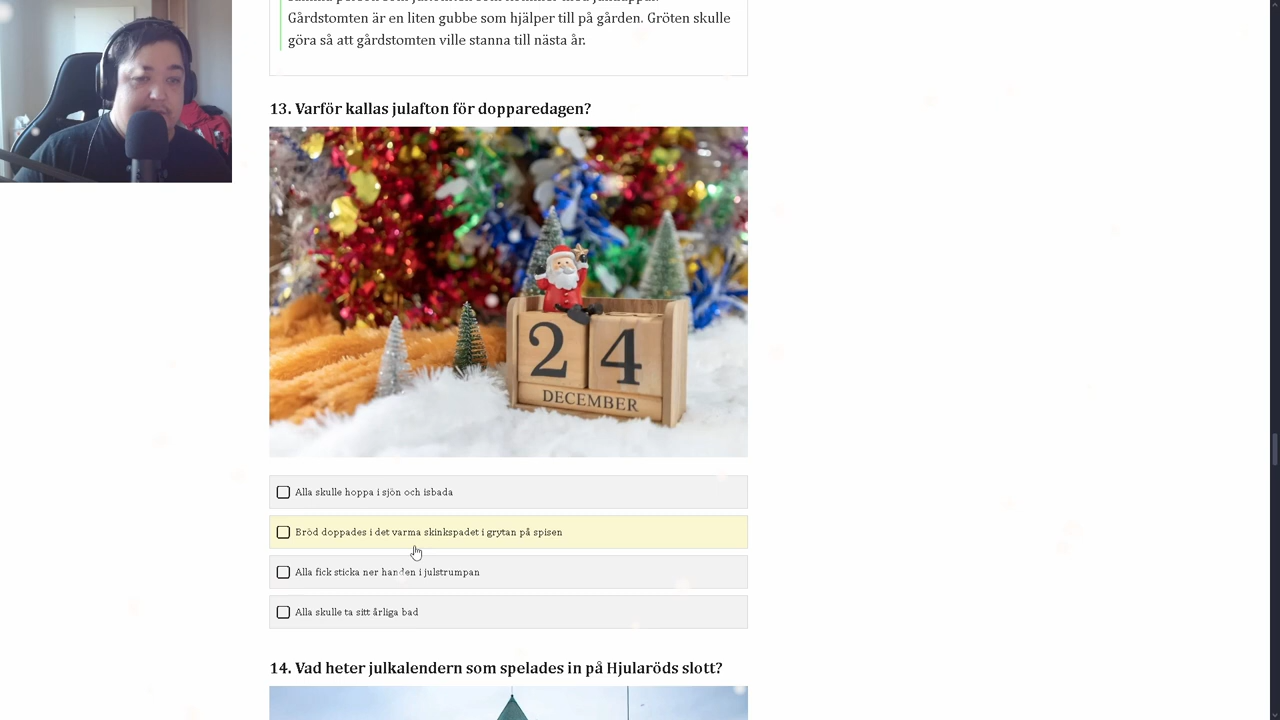 Gårdstomten är en liten gubbe som hjälper till på gården. Gröten skulle
göra så att gårdstomten ville stanna till nästa år.
13. Varför kallas julafton för dopparedagen?
24
DECEMBER
Alla skulle hoppa i sjön och isbada
Bröd doppades i det varma skinkspadet i grytan på spisen
Alla fick sticka ner handen i julstrumpan
Alla skulle ta sitt årliga bad
14. Vad heter julkalendern som spelades in på Hjularöds slott?